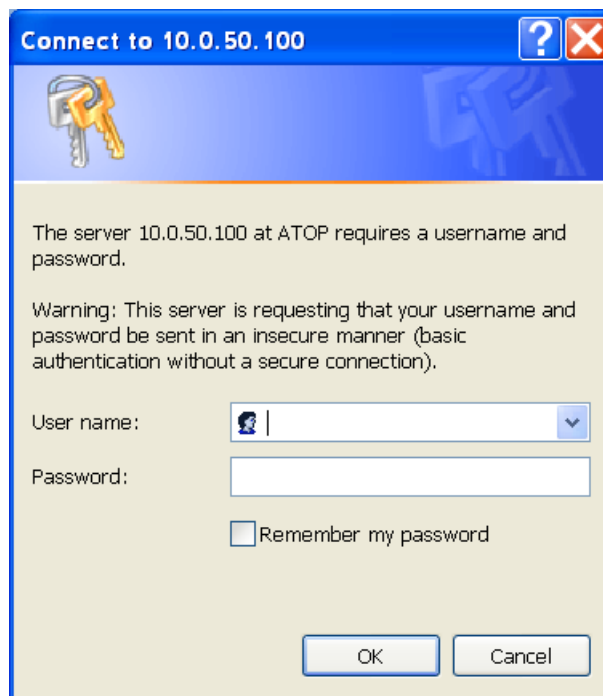 Connect to 10.0.50.100
The server 10.0.50.100 at ATOP requires a username and
password.
Warning: This server is requesting that your username and
password be sent in an insecure manner (basic
authentication without a secure connection).
User name:
Password:
Remember my password
OK Cancel